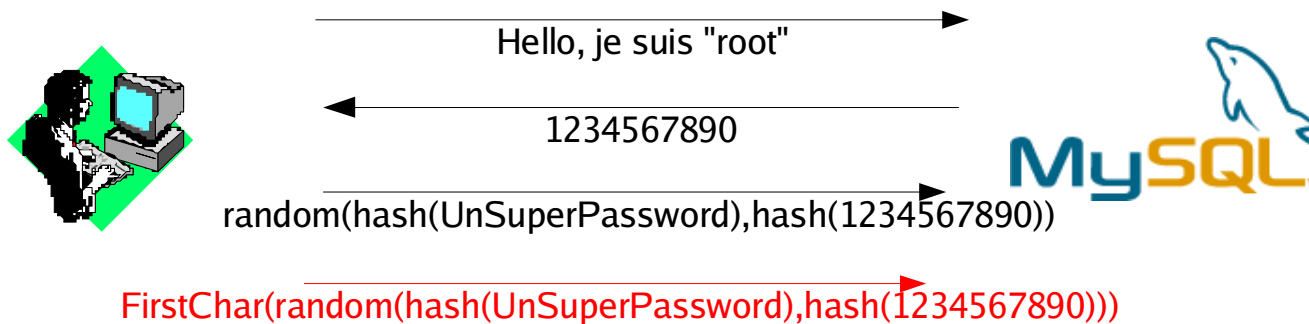 Hello, je suis "root"
1234567890
MySQL
random(hash(UnSuperPassword),hash(1234567890))
FirstChar(random(hash(UnSuperPassword),hash(1234567890)))